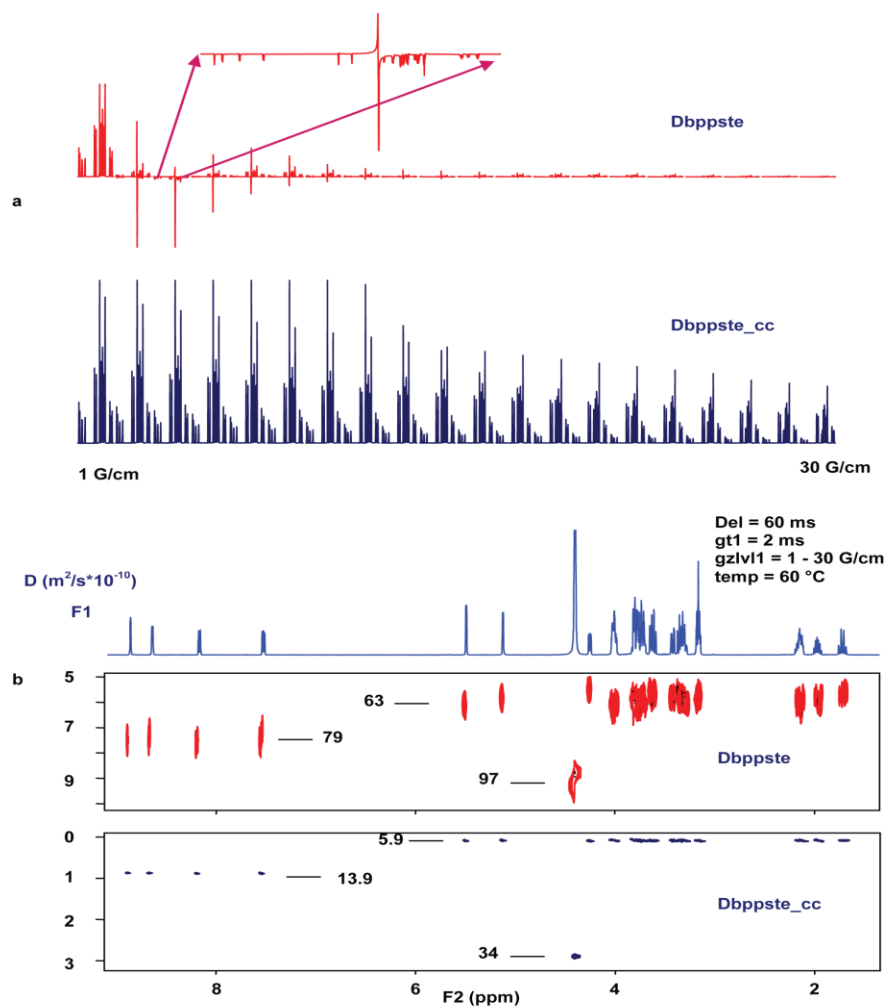 Dbppste
a
Dbppste_cc
1 G/cm
30 G/cm
Del = 60 ms
gt1 = 2 ms
gzlvl1 = 1 - 30 G/cm
temp = 60 °C
D (m²/s*10⁻¹⁰)
F1
b
5
7
9
63
79
97
Dbppste
0
1
2
3
5.9
13.9
34
Dbppste_cc
8
6
4
2
F2 (ppm)